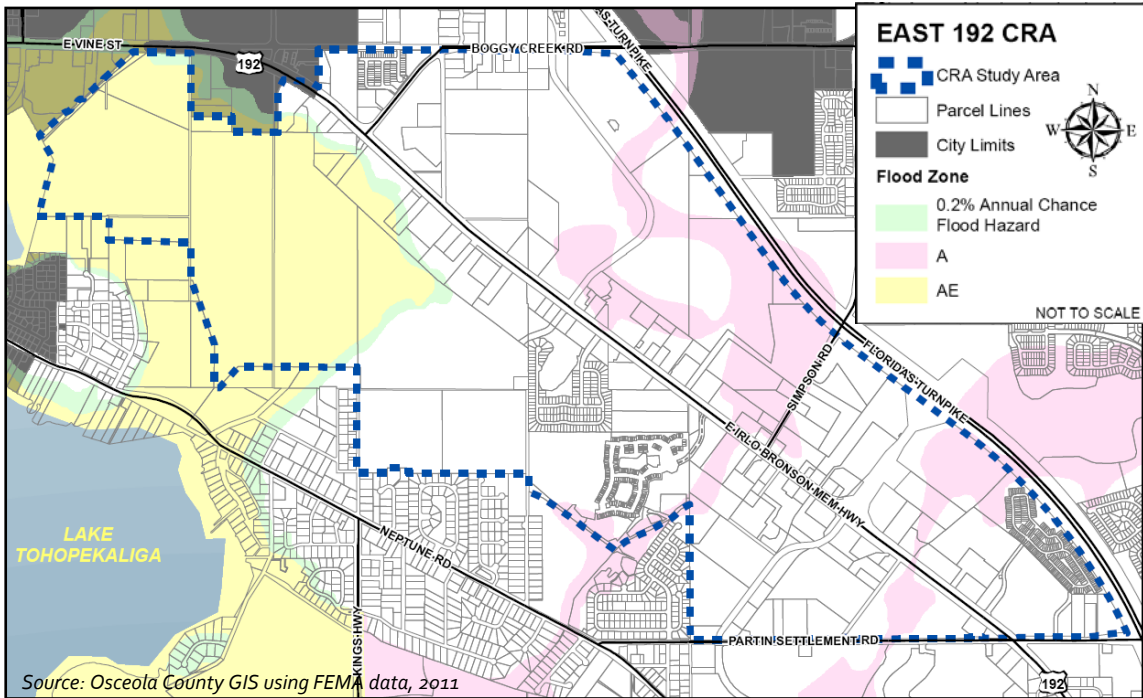 E VINE ST
192
BOGGY CREEK RD
AS-TURNPIKE
EAST 192 CRA
CRA Study Area
Parcel Lines
City Limits
Flood Zone
0.2% Annual Chance
Flood Hazard
A
AE
N
W
E
S
NOT TO SCALE
SIMPSON RD
FLORIDAS-TURNPIKE
E-IRLO-BRONSON-MEM-HWY
LAKE
TOHOPEKALIGA
NEPTUNE RD
KINGS HWY
PARTIN SETTLEMENT RD
192
Source: Osceola County GIS using FEMA data, 2011